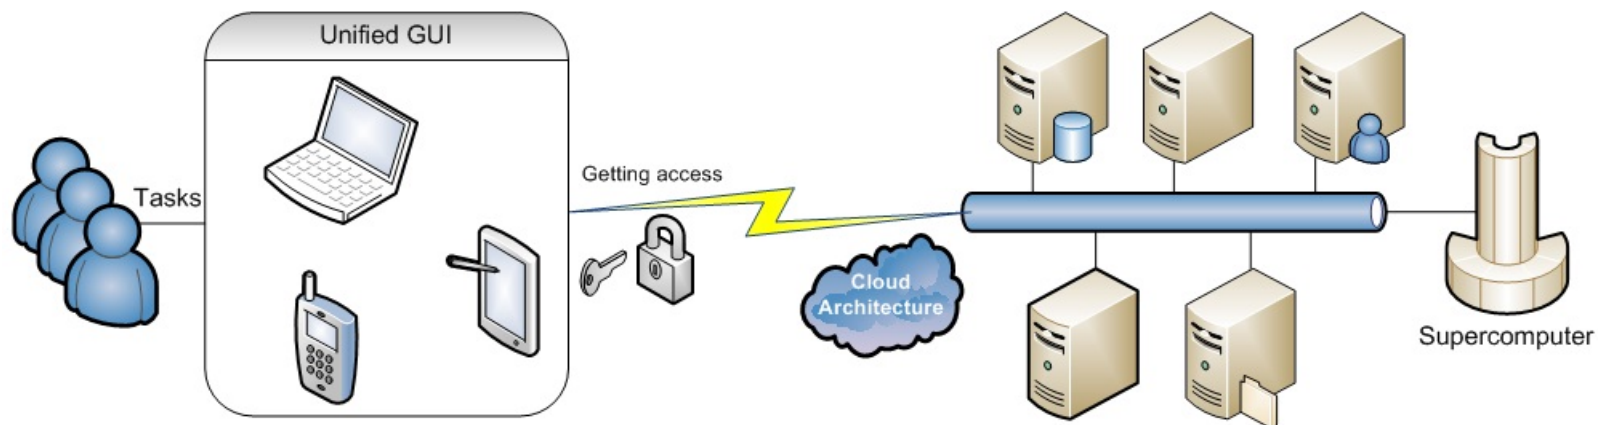 Unified GUI
Tasks
Getting access
Cloud
Architecture
Supercomputer